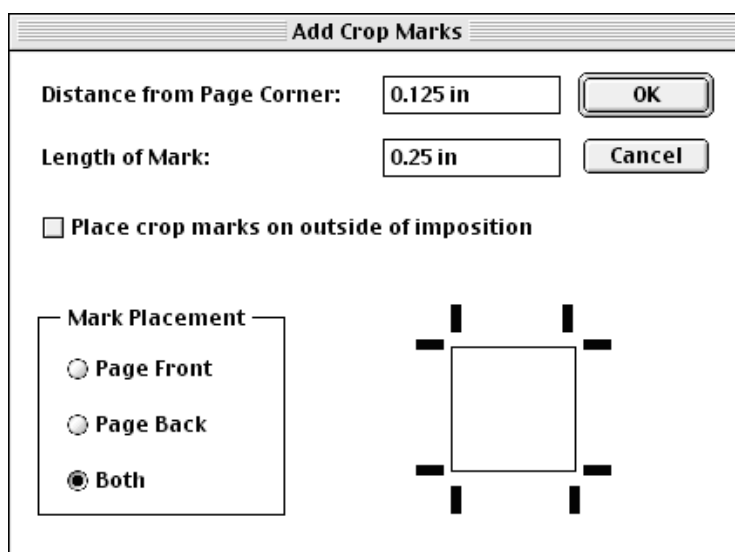 Add Crop Marks
Distance from Page Corner: 0.125 in OK
Length of Mark: 0.25 in Cancel
Place crop marks on outside of imposition
Mark Placement
Page Front
Page Back
Both